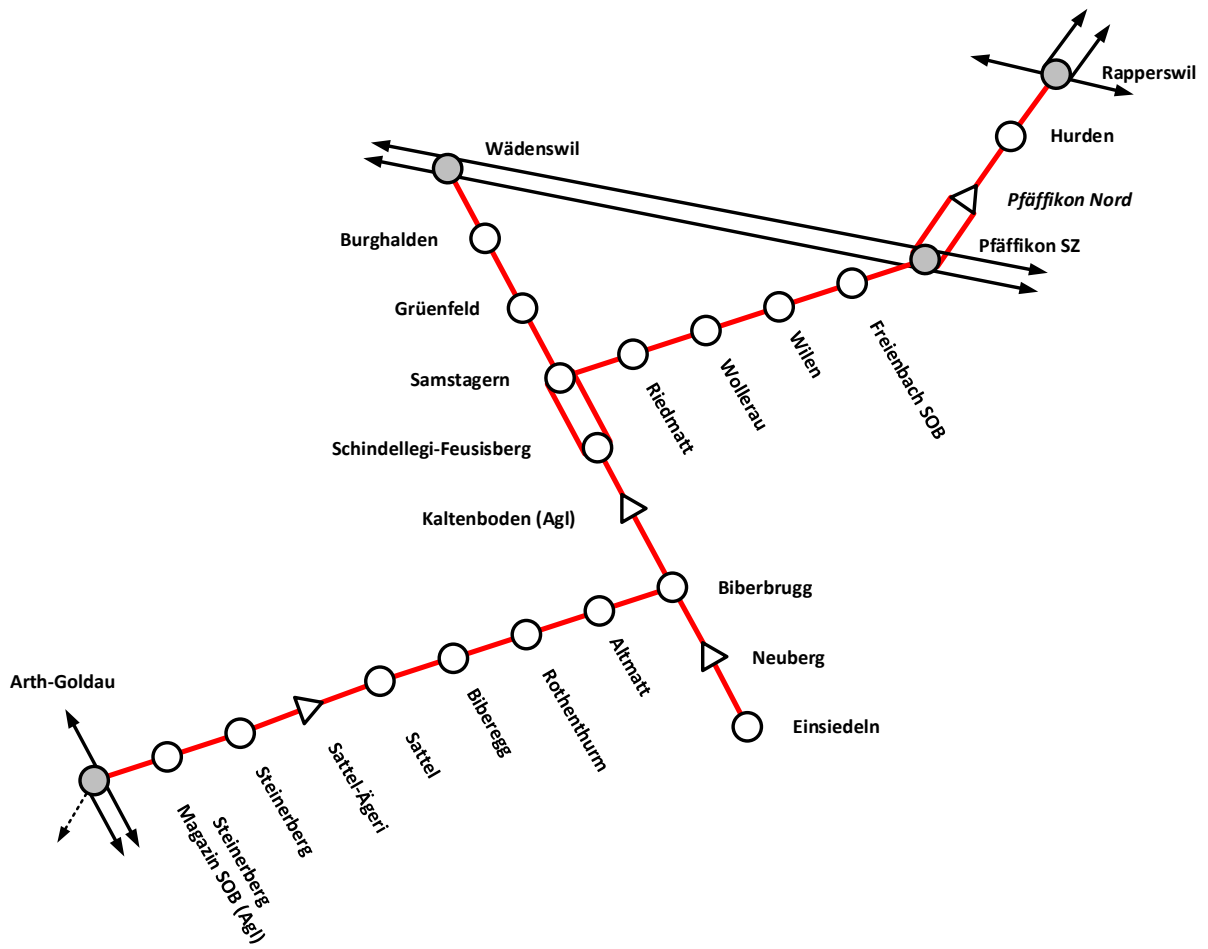 Rapperswil
Hurden
Wädenswil
Pfäffikon Nord
Burghalden
Pfäffikon SZ
Grüenfeld
Wilen
Freienbach SOB
Samstagern
Wollerau
Riedmatt
Schindellegi-Feusisberg
Kaltenboden (Agl)
Biberbrugg
Altmatt
Neuberg
Arth-Goldau
Rothenthurm
Biberegg
Einsiedeln
Sattel
Sattel-Ägeri
Steinerberg
Steinerberg
Magazin SOB (Agl)